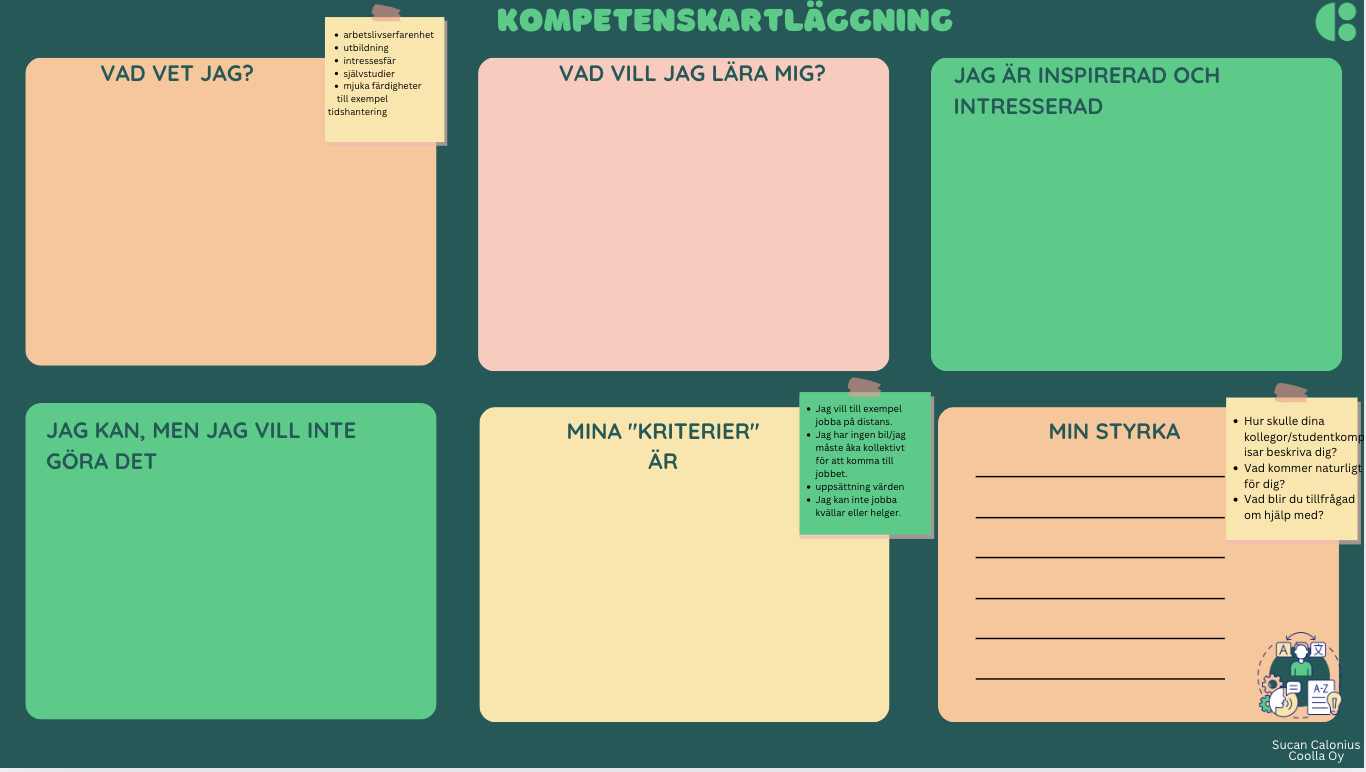 KOMPETENSKARTLÄGGNING
VAD VET JAG?
• arbetslivserfarenhet
• utbildning
• intressesfär
• självstudier
• mjuka färdigheter
till exempel
tidshantering
VAD VILL JAG LÄRA MIG?
JAG ÄR INSPIRERAD OCH
INTRESSERAD
JAG KAN, MEN JAG VILL INTE
GÖRA DET
MINA "KRITERIER"
ÄR
• Jag vill till exempel
jobba på distans.
• Jag har ingen bil/jag
måste åka kollektivt
för att komma till
jobbet.
• uppsättning värden
• Jag kan inte jobba
kvällar eller helger.
MIN STYRKA
• Hur skulle dina
kollegor/studentkomp
isar beskriva dig?
• Vad kommer naturligt
för dig?
• Vad blir du tillfrågad
om hjälp med?
A 文
A-Z
Sucan Calonius
Coolla Oy